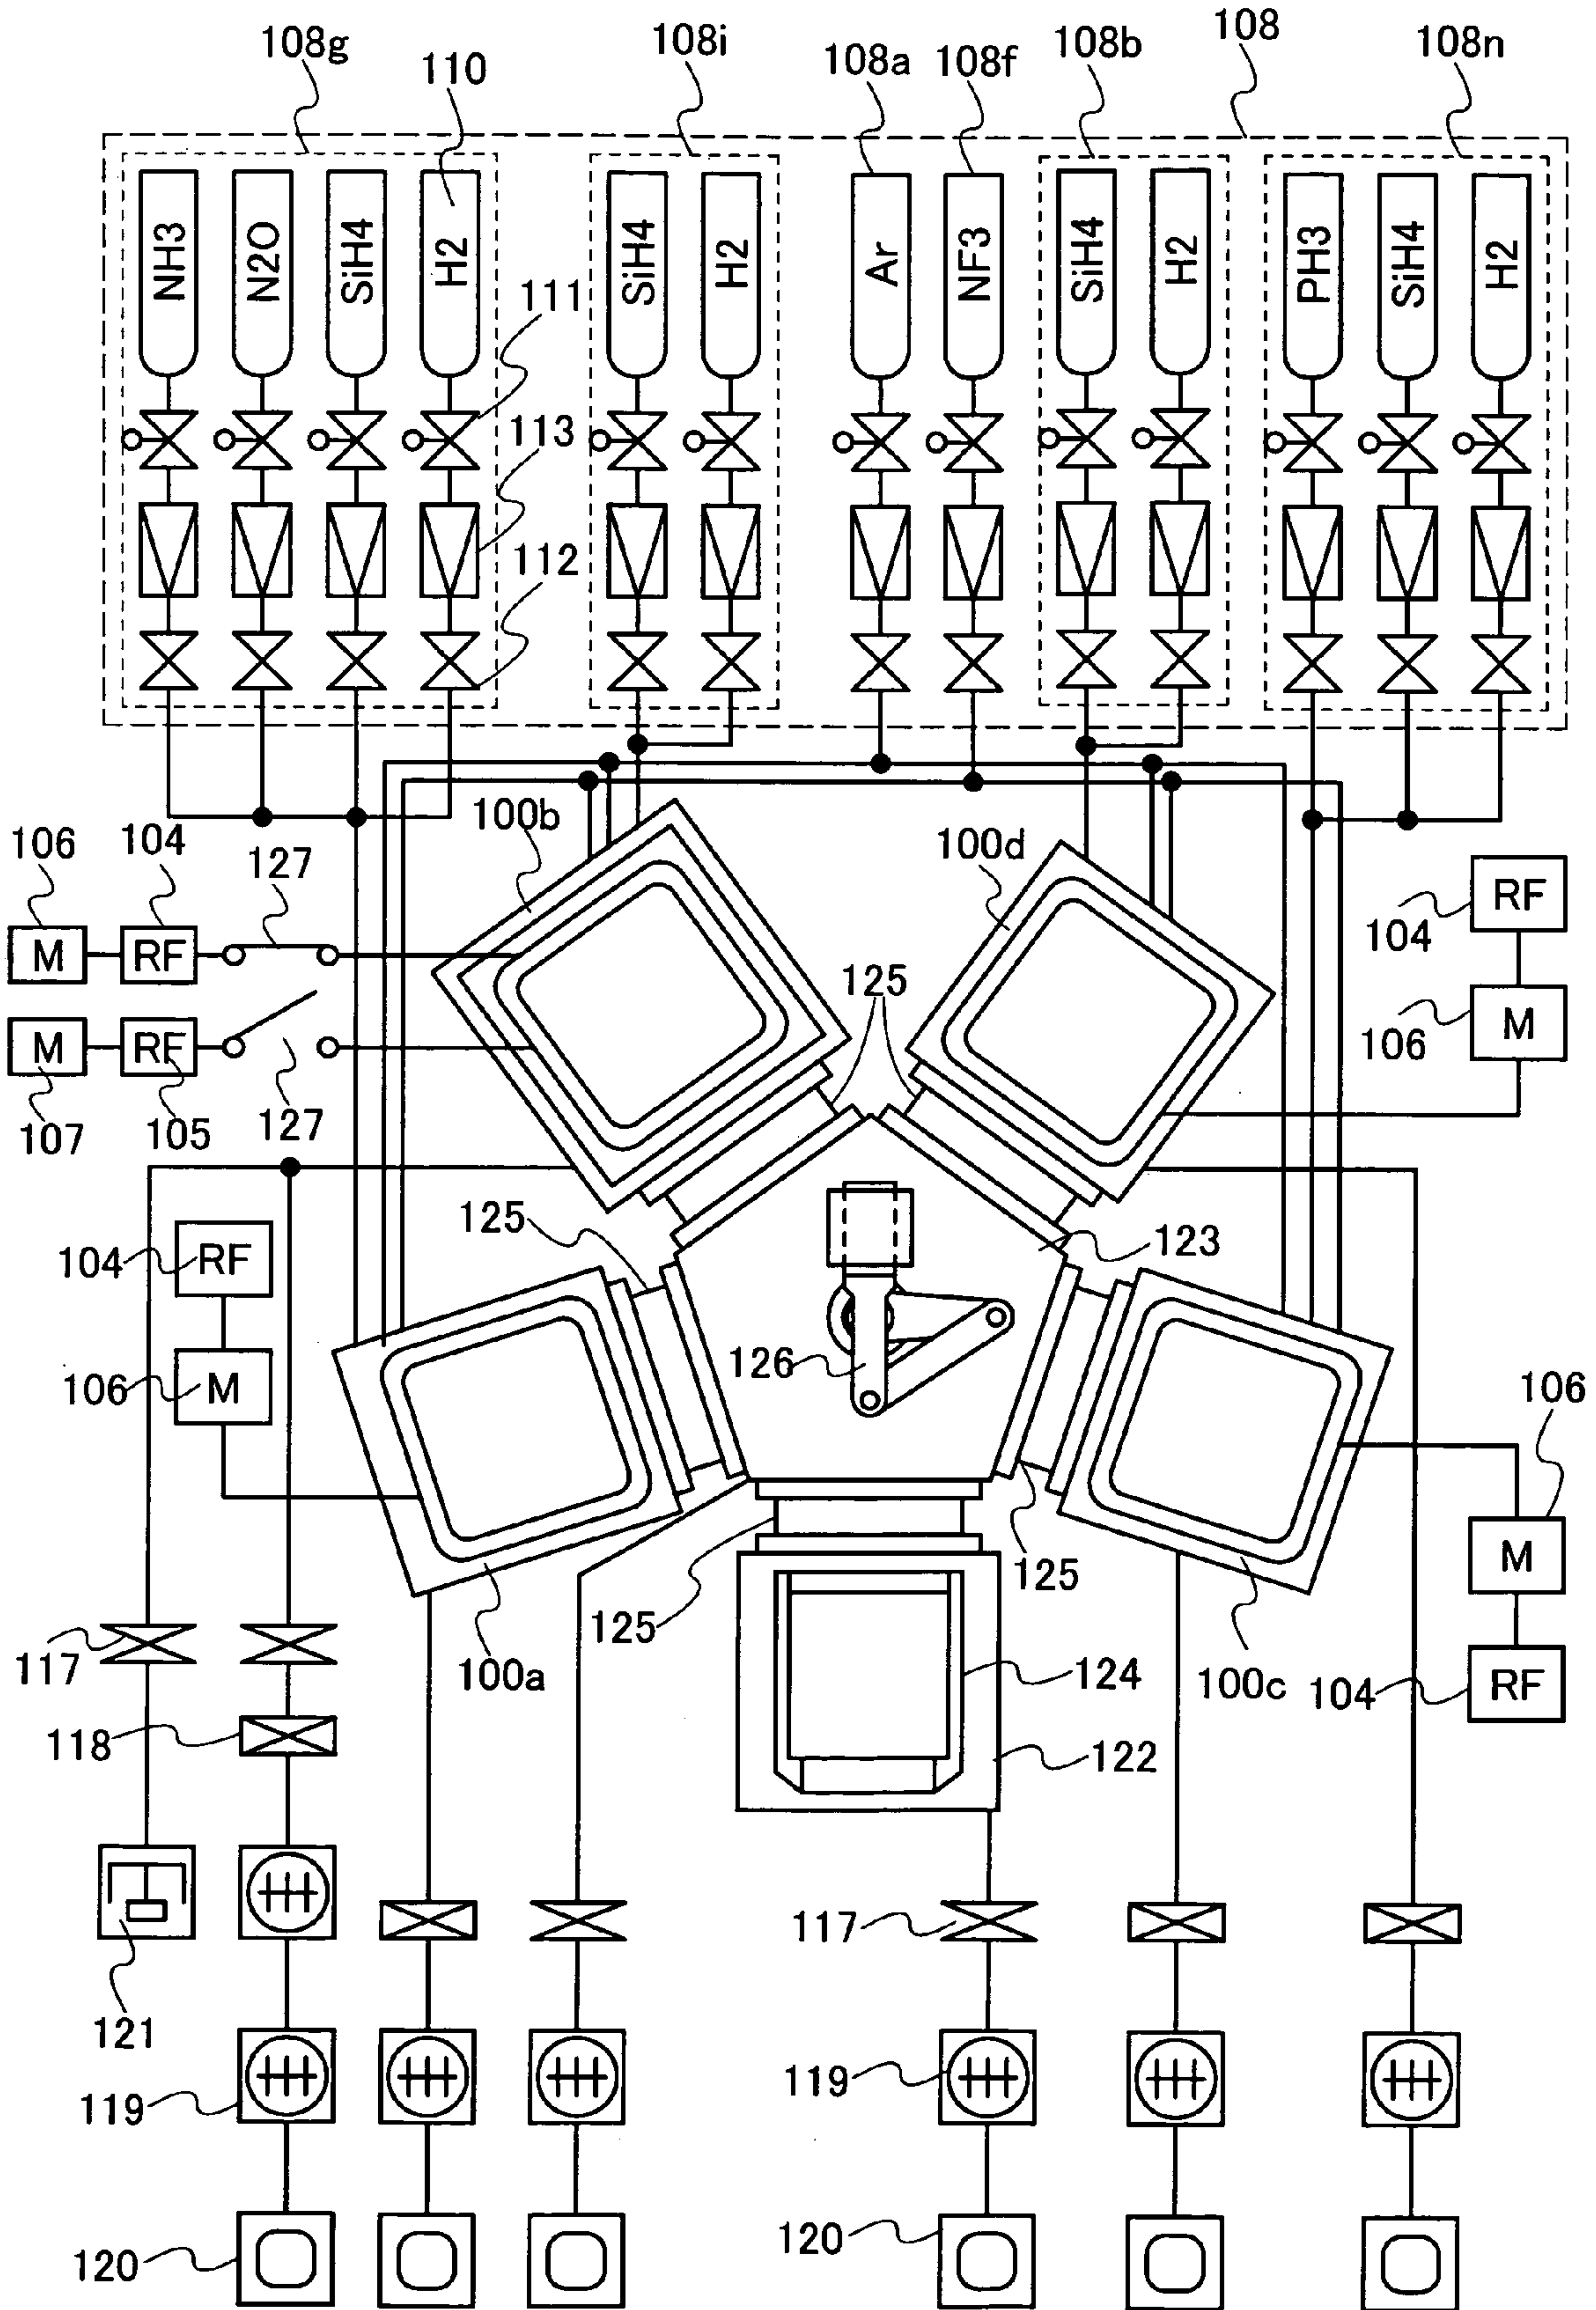 108g
108i
108
108n
110
108a
108f
108b
NH3
N2O
SiH4
H2
SiH4
H2
Ar
NF3
SiH4
H2
PH3
SiH4
H2
111
113
112
100b
100d
106
104
127
RF
104
M
RF
125
M
106
M
RF
107
105
127
125
123
104
RF
126
106
M
106
M
125
125
117
100a
124
100c
104
RF
118
122
117
121
119
119
120
120